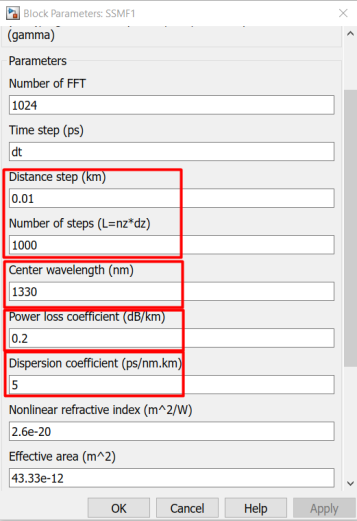 Block Parameters: SSMF1
(gamma)
Parameters
Number of FFT
1024
Time step (ps)
dt
Distance step (km)
0.01
Number of steps (L=nz*dz)
1000
Center wavelength (nm)
1330
Power loss coefficient (dB/km)
0.2
Dispersion coefficient (ps/nm.km)
5
Nonlinear refractive index (m^2/W)
2.6e-20
Effective area (m^2)
43.33e-12
OK Cancel Help Apply